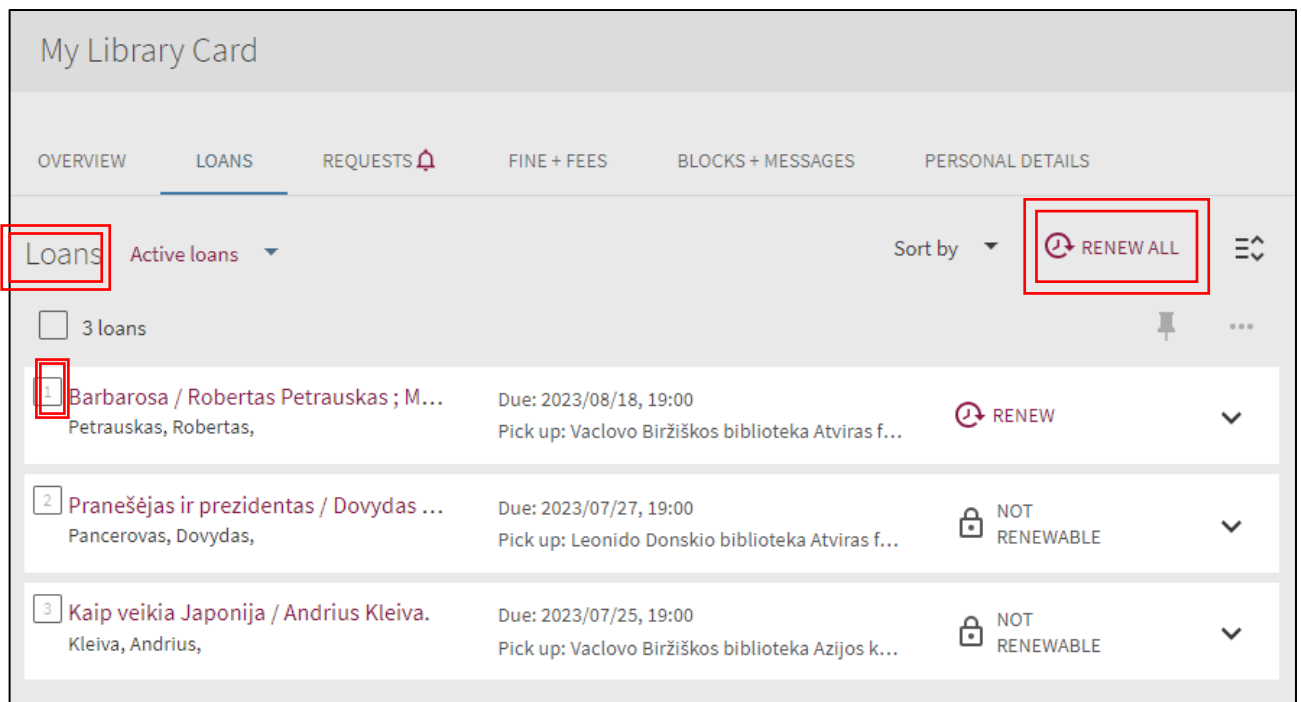 My Library Card
OVERVIEW LOANS REQUESTS FINE + FEES BLOCKS + MESSAGES PERSONAL DETAILS
Loans Active loans Sort by RENEW ALL
3 loans
1 Barbarosa / Robertas Petrauskas ; M...
Petrauskas, Robertas,
Due: 2023/08/18, 19:00
Pick up: Vaclovo Biržiškos biblioteka Atviras f...
RENEW
2 Pranešėjas ir prezidentas / Dovydas ...
Pancerovas, Dovydas,
Due: 2023/07/27, 19:00
Pick up: Leonido Donskio biblioteka Atviras f...
NOT
RENEWABLE
3 Kaip veikia Japonija / Andrius Kleiva.
Kleiva, Andrius,
Due: 2023/07/25, 19:00
Pick up: Vaclovo Biržiškos biblioteka Azijos k...
NOT
RENEWABLE